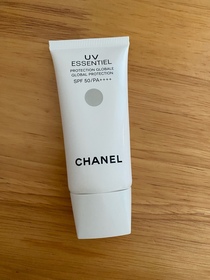 UV
ESSENTIEL
PROTECTION GLOBALE
GLOBAL PROTECTION
SPF 50/PA++++
CHANEL